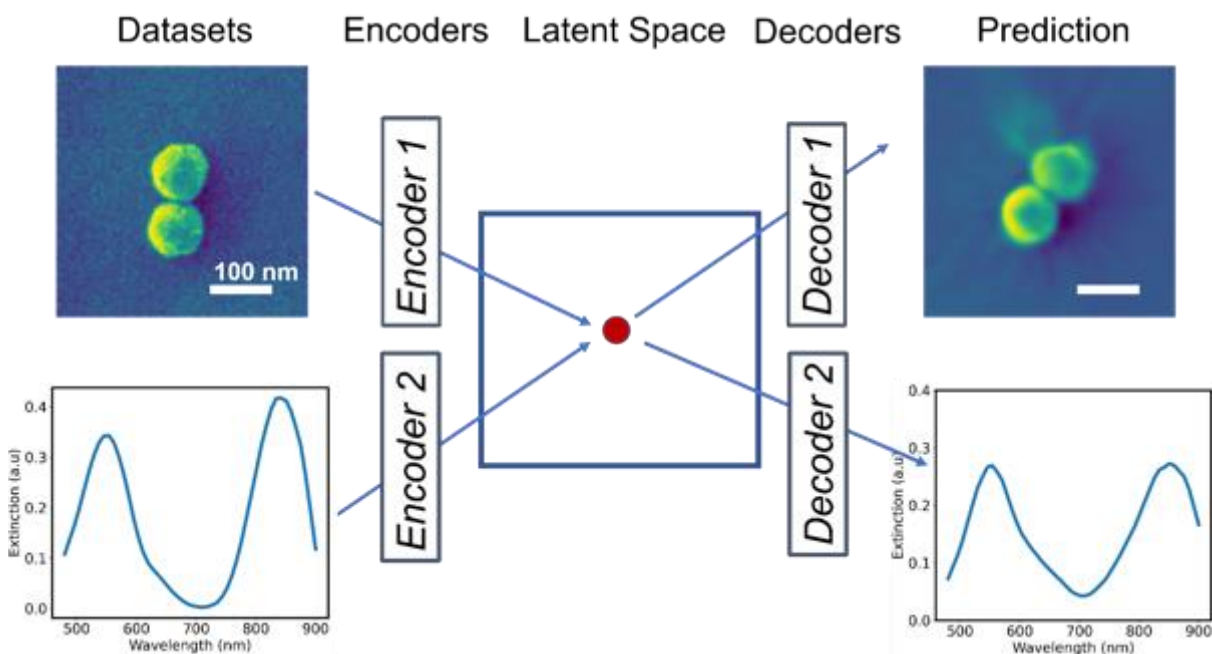 Datasets Encoders Latent Space Decoders Prediction
100 nm
Encoder 1
Decoder 1
Encoder 2
Decoder 2
Extinction (a.u)
0.4
0.3
0.2
0.1
0.0
500 600 700 800 900
Wavelength (nm)
Extinction (a.u)
0.4
0.3
0.2
0.1
0.0
500 600 700 800 900
Wavelength (nm)